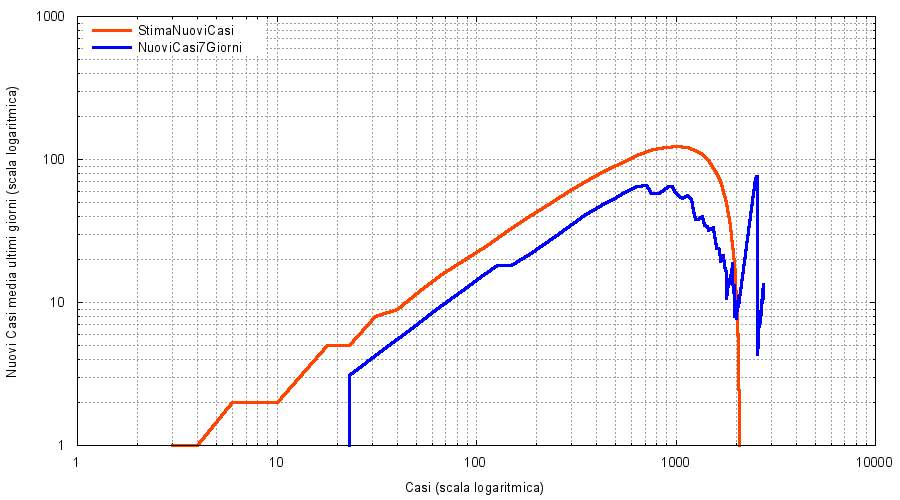 1000
StimaNuoviCasi
NuoviCasi7Giorni
100
10
1
Nuovi Casi media ultimi giorni (scala logaritmica)
1 10 100 1000 10000
Casi (scala logaritmica)